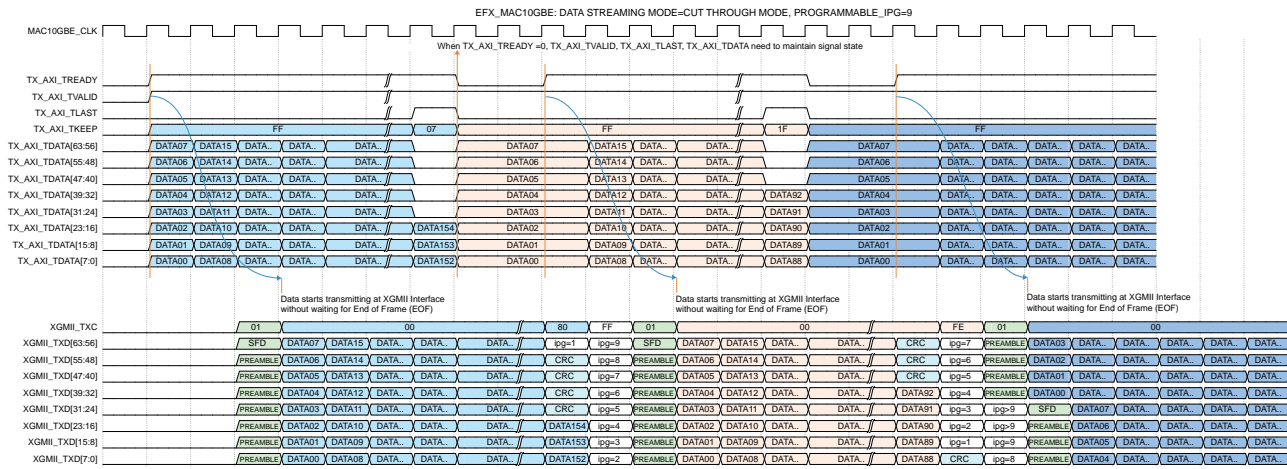 EFX_MAC10GBE: DATA STREAMING MODE=CUT THROUGH MODE, PROGRAMMABLE_IPG=9
MAC10GBE_CLK
When TX_AXI_TREADY =0, TX_AXI_TVALID, TX_AXI_TLAST, TX_AXI_TDATA need to maintain signal state
TX_AXI_TREADY
TX_AXI_TVALID
TX_AXI_TLAST
TX_AXI_TKEEP FF 07 FF 1F FF
TX_AXI_TDATA[63:56] DATA07 DATA15 DATA.. DATA.. DATA.. DATA07 DATA15 DATA.. DATA.. DATA07 DATA.. DATA.. DATA.. DATA.. DATA..
TX_AXI_TDATA[55:48] DATA06 DATA14 DATA.. DATA.. DATA.. DATA06 DATA14 DATA.. DATA.. DATA06 DATA.. DATA.. DATA.. DATA.. DATA..
TX_AXI_TDATA[47:40] DATA05 DATA13 DATA.. DATA.. DATA.. DATA05 DATA13 DATA.. DATA.. DATA05 DATA.. DATA.. DATA.. DATA.. DATA..
TX_AXI_TDATA[39:32] DATA04 DATA12 DATA.. DATA.. DATA.. DATA04 DATA12 DATA.. DATA.. DATA92 DATA04 DATA.. DATA.. DATA.. DATA.. DATA..
TX_AXI_TDATA[31:24] DATA03 DATA11 DATA.. DATA.. DATA.. DATA03 DATA11 DATA.. DATA.. DATA91 DATA03 DATA.. DATA.. DATA.. DATA.. DATA..
TX_AXI_TDATA[23:16] DATA02 DATA10 DATA.. DATA.. DATA.. DATA154 DATA02 DATA10 DATA.. DATA.. DATA90 DATA02 DATA.. DATA.. DATA.. DATA.. DATA..
TX_AXI_TDATA[15:8] DATA01 DATA09 DATA.. DATA.. DATA.. DATA153 DATA01 DATA09 DATA.. DATA.. DATA89 DATA01 DATA.. DATA.. DATA.. DATA.. DATA..
TX_AXI_TDATA[7:0] DATA00 DATA08 DATA.. DATA.. DATA.. DATA152 DATA00 DATA08 DATA.. DATA.. DATA88 DATA00 DATA.. DATA.. DATA.. DATA.. DATA..
Data starts transmitting at XGMII Interface
without waiting for End of Frame (EOF)
Data starts transmitting at XGMII Interface
without waiting for End of Frame (EOF)
Data starts transmitting at XGMII Interface
without waiting for End of Frame (EOF)
XGMII_TXC 01 00 80 FF 01 00 FE 01 00
XGMII_TXD[63:56] SFD DATA07 DATA15 DATA.. DATA.. DATA.. ipg=1 ipg=9 SFD DATA07 DATA15 DATA.. DATA.. CRC ipg=7 PREAMBLE DATA03 DATA.. DATA.. DATA.. DATA.. DATA..
XGMII_TXD[55:48] PREAMBLE DATA06 DATA14 DATA.. DATA.. DATA.. CRC ipg=8 PREAMBLE DATA06 DATA14 DATA.. DATA.. CRC ipg=6 PREAMBLE DATA02 DATA.. DATA.. DATA.. DATA.. DATA..
XGMII_TXD[47:40] PREAMBLE DATA05 DATA13 DATA.. DATA.. DATA.. CRC ipg=7 PREAMBLE DATA05 DATA13 DATA.. DATA.. CRC ipg=5 PREAMBLE DATA01 DATA.. DATA.. DATA.. DATA.. DATA..
XGMII_TXD[39:32] PREAMBLE DATA04 DATA12 DATA.. DATA.. DATA.. CRC ipg=6 PREAMBLE DATA04 DATA12 DATA.. DATA.. DATA92 ipg=4 PREAMBLE DATA00 DATA.. DATA.. DATA.. DATA.. DATA..
XGMII_TXD[31:24] PREAMBLE DATA03 DATA11 DATA.. DATA.. DATA.. CRC ipg=5 PREAMBLE DATA03 DATA11 DATA.. DATA.. DATA91 ipg=3 ipg>9 SFD DATA07 DATA.. DATA.. DATA.. DATA..
XGMII_TXD[23:16] PREAMBLE DATA02 DATA10 DATA.. DATA.. DATA.. DATA154 ipg=4 PREAMBLE DATA02 DATA10 DATA.. DATA.. DATA90 ipg=2 ipg>9 PREAMBLE DATA06 DATA.. DATA.. DATA.. DATA..
XGMII_TXD[15:8] PREAMBLE DATA01 DATA09 DATA.. DATA.. DATA.. DATA153 ipg=3 PREAMBLE DATA01 DATA09 DATA.. DATA.. DATA89 ipg=1 ipg=9 PREAMBLE DATA05 DATA.. DATA.. DATA.. DATA..
XGMII_TXD[7:0] PREAMBLE DATA00 DATA08 DATA.. DATA.. DATA.. DATA152 ipg=2 PREAMBLE DATA00 DATA08 DATA.. DATA.. DATA88 CRC ipg=8 PREAMBLE DATA04 DATA.. DATA.. DATA.. DATA..